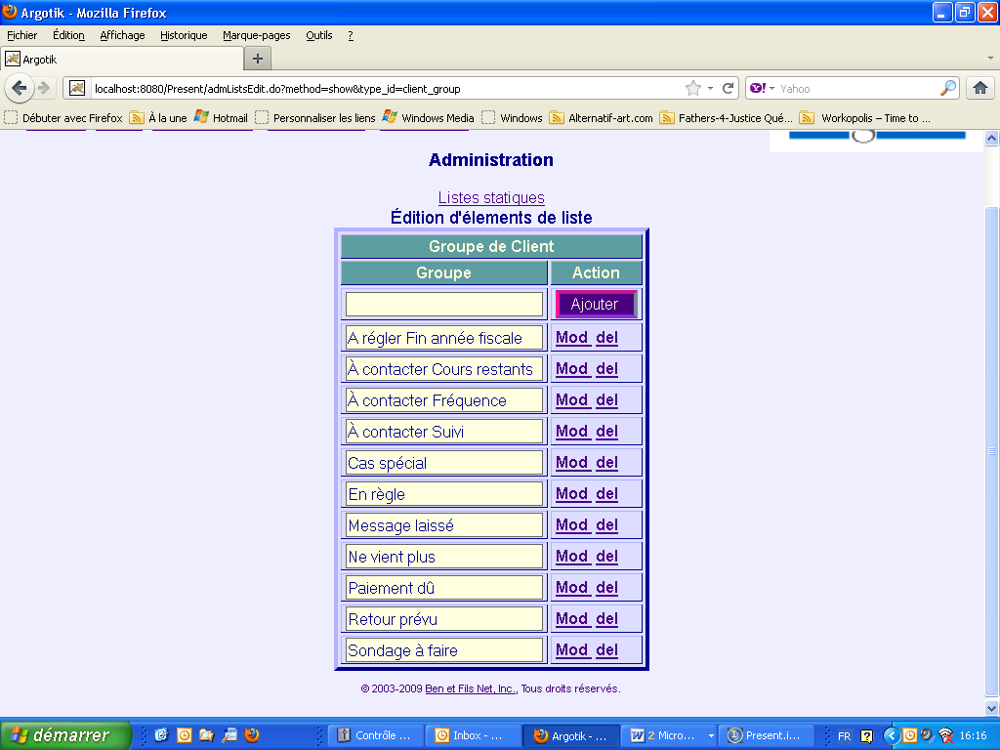 Argotik - Mozilla Firefox
Fichier Édition Affichage Historique Marque-pages Outils ?
Argotik
localhost:8080/Present/admListsEdit.do?method=show&type_id=client_group
Yahoo
Débuter avec Firefox À la une Hotmail Personnaliser les liens Windows Media Windows Alternatif-art.com Fathers-4-Justice Qué... Workopolis – Time to ...
Administration
Listes statiques
Édition d'élements de liste
Groupe de Client
Groupe Action
Ajouter
A régler Fin année fiscale Mod del
À contacter Cours restants Mod del
À contacter Fréquence Mod del
À contacter Suivi Mod del
Cas spécial Mod del
En règle Mod del
Message laissé Mod del
Ne vient plus Mod del
Paiement dû Mod del
Retour prévu Mod del
Sondage à faire Mod del
© 2003-2009 Ben et Fils Net, Inc., Tous droits réservés.
démarrer Contrôle ... Inbox - ... Argotik - ... 2 Micro... Present.i... FR 16:16